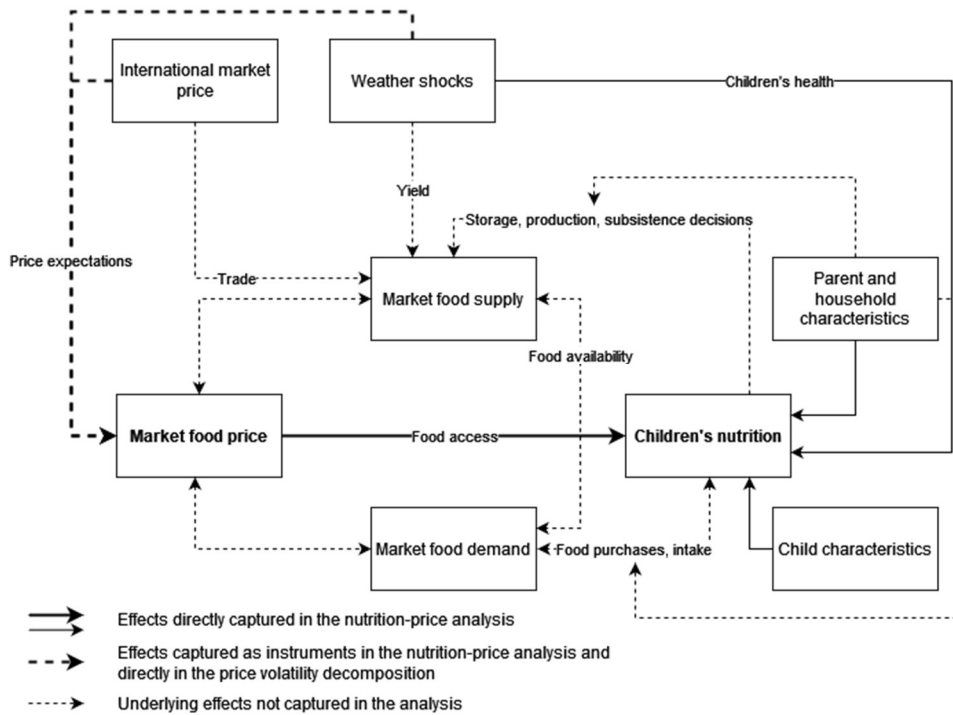 International market
price
Weather shocks
Children's health
Yield
Storage, production, subsistence decisions
Price expectations
Trade
Market food supply
Parent and
household
characteristics
Food availability
Market food price
Food access
Children's nutrition
Market food demand
Food purchases, intake
Child characteristics
Effects directly captured in the nutrition-price analysis
Effects captured as instruments in the nutrition-price analysis and
directly in the price volatility decomposition
Underlying effects not captured in the analysis